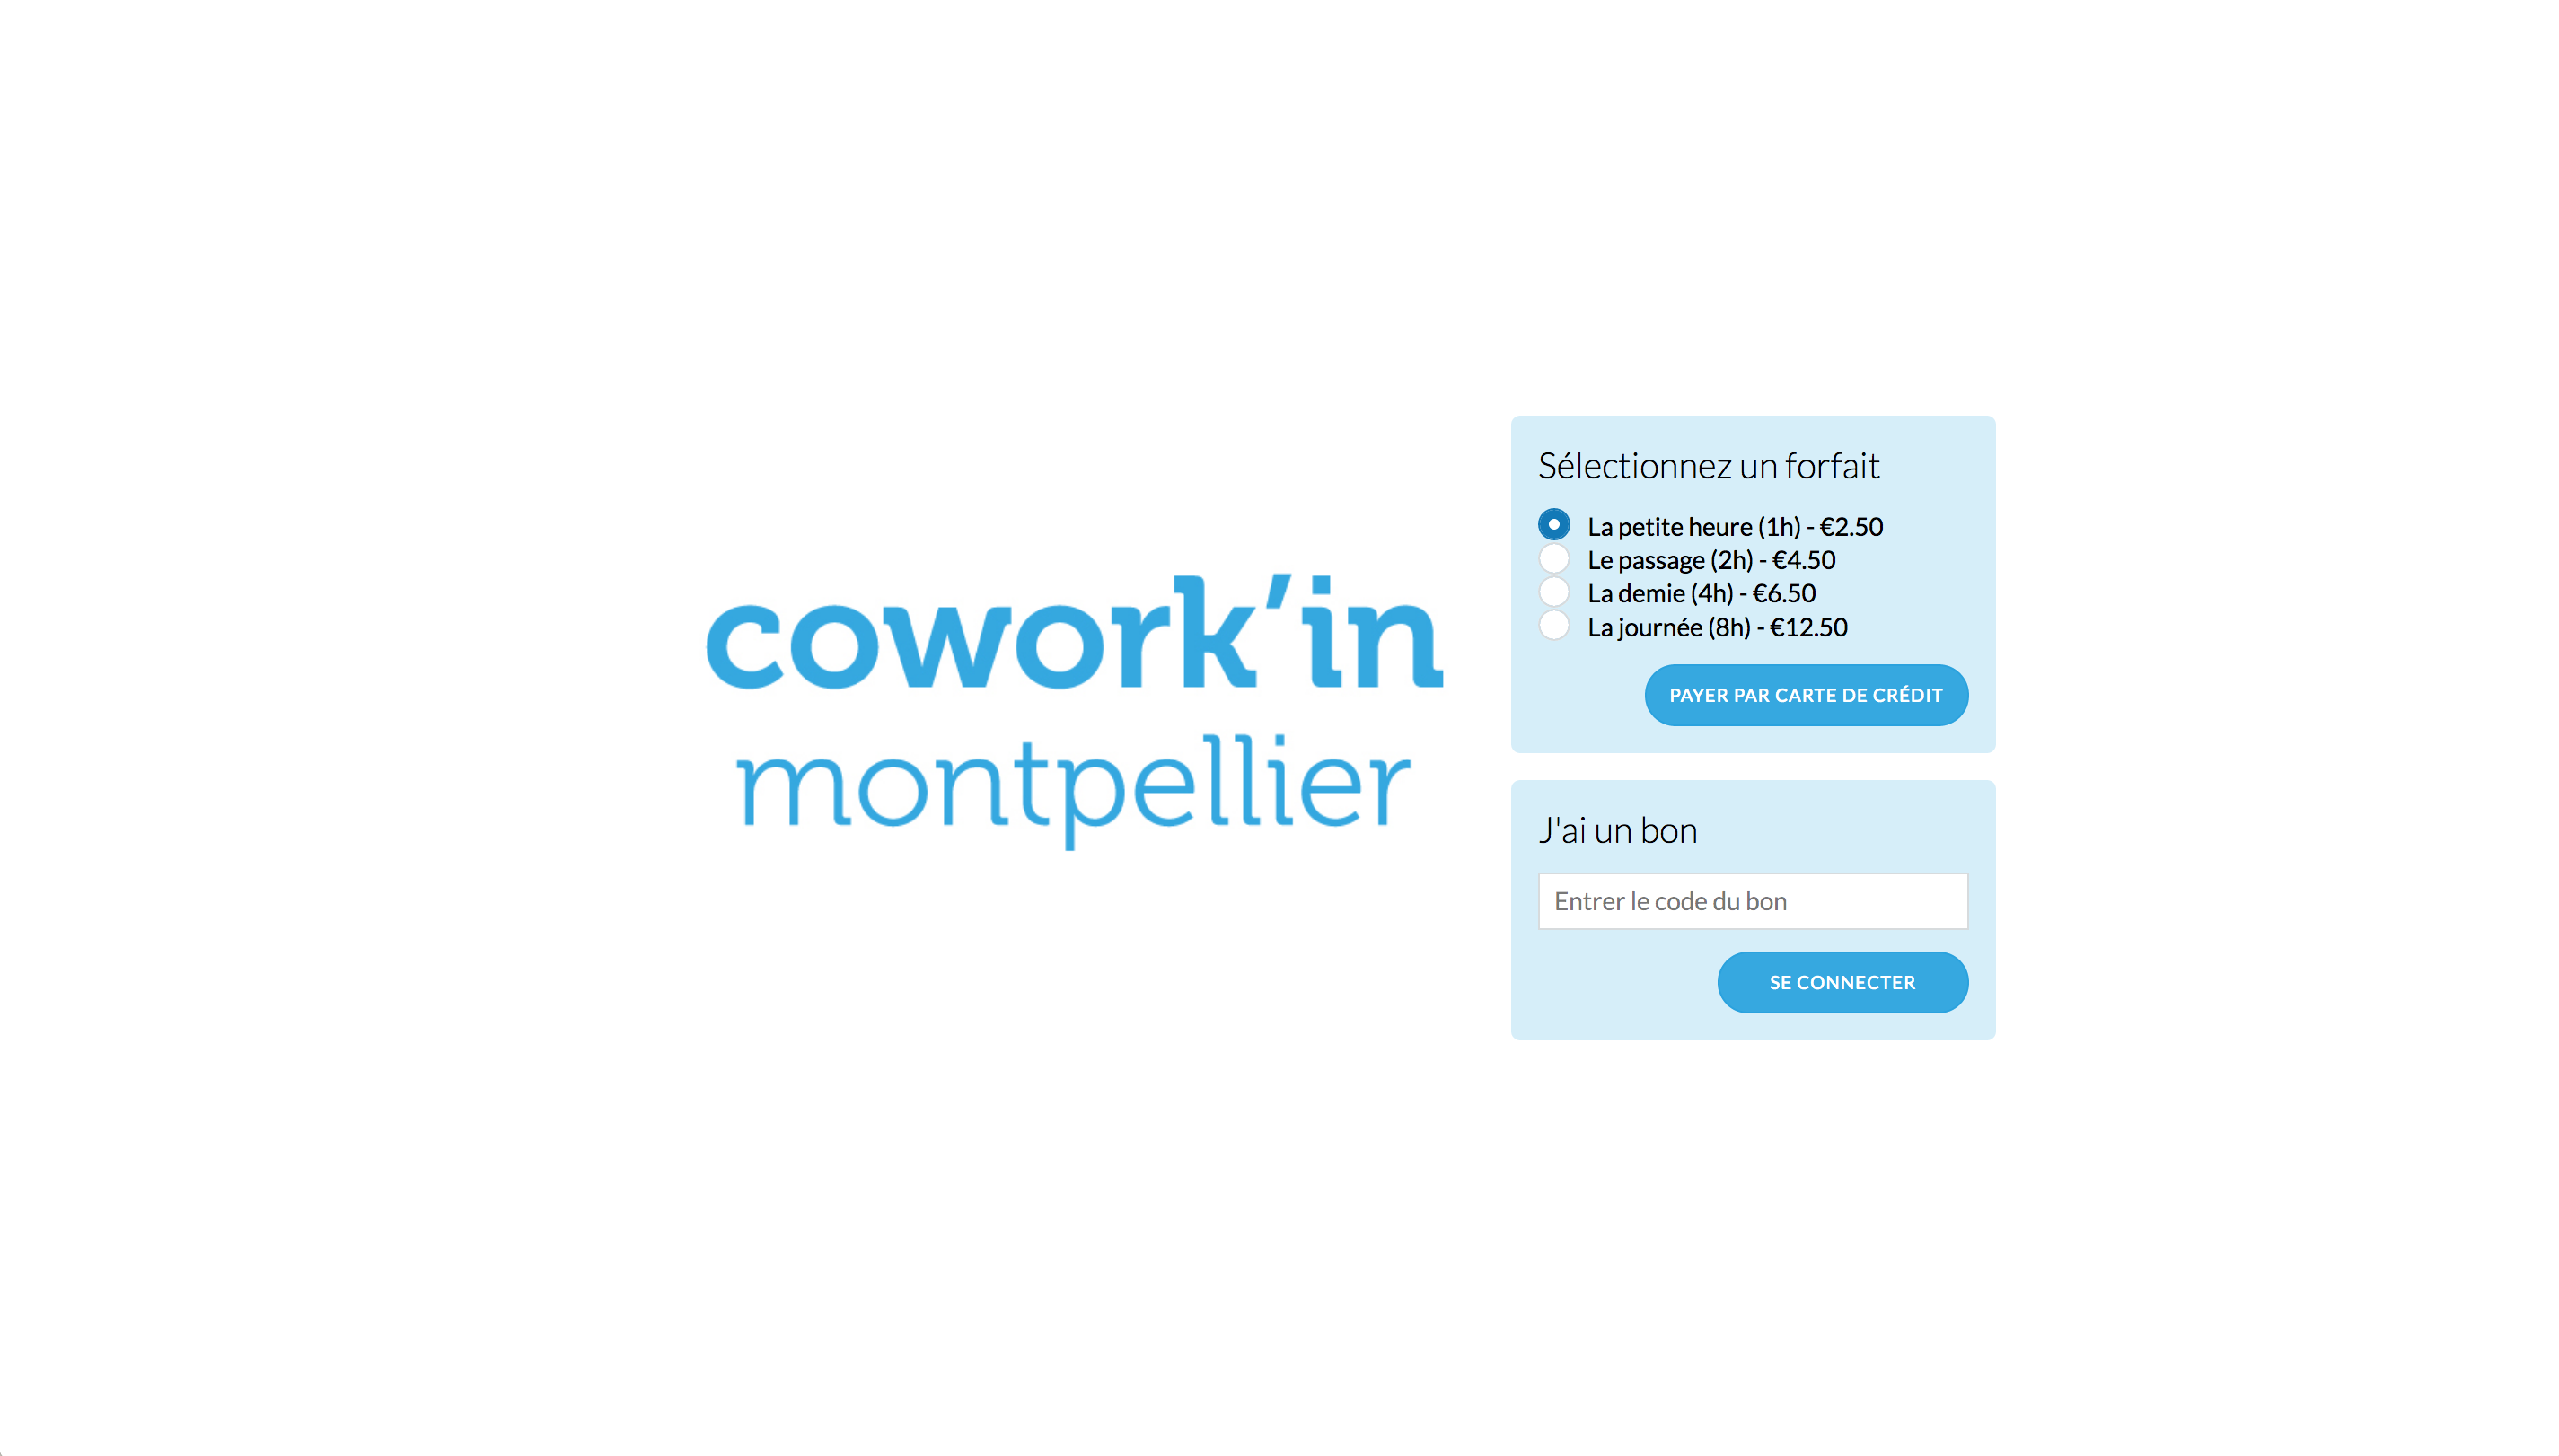 cowork'in
montpellier
Sélectionnez un forfait
La petite heure (1h) - €2.50
Le passage (2h) - €4.50
La demie (4h) - €6.50
La journée (8h) - €12.50
PAYER PAR CARTE DE CRÉDIT
J'ai un bon
Entrer le code du bon
SE CONNECTER